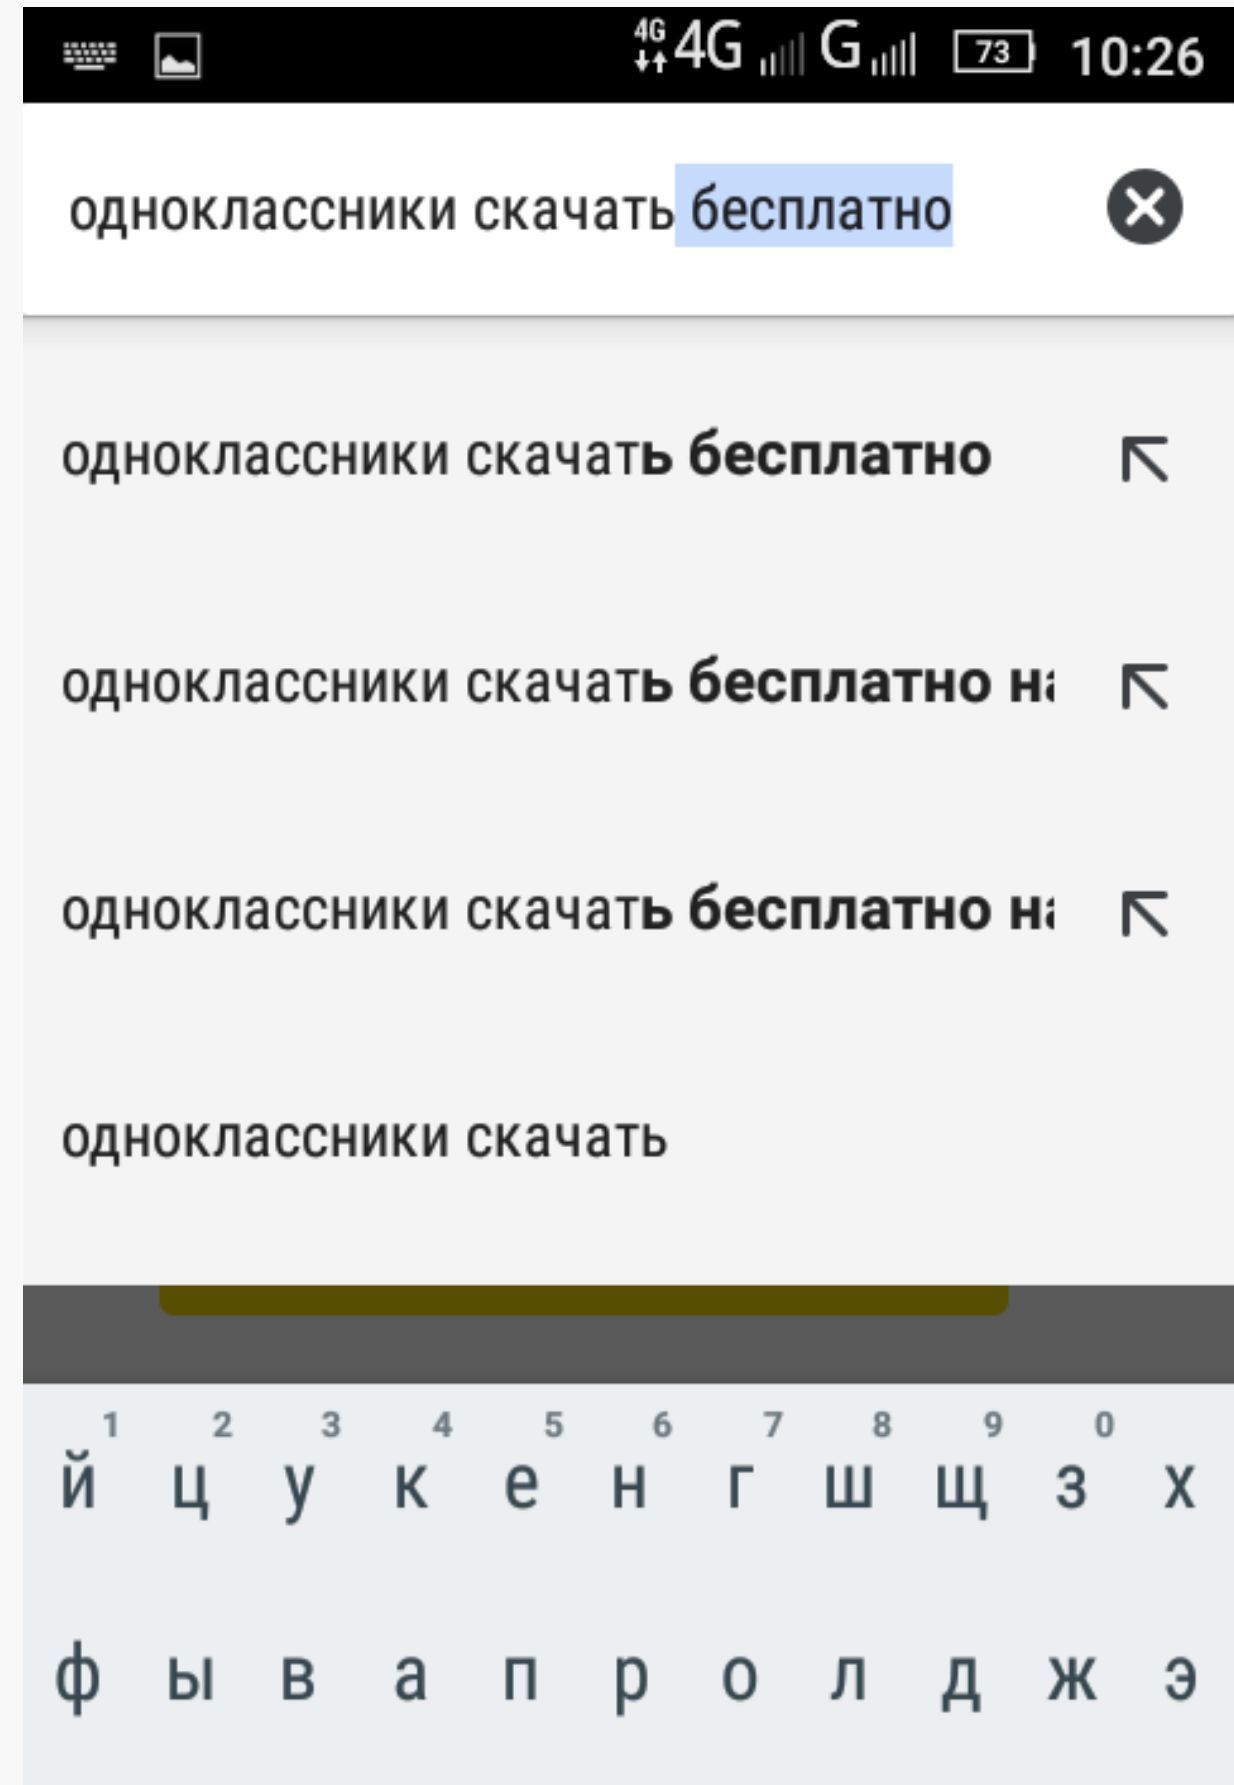 4G 4G G 73 10:26
одноклассники скачать бесплатно
одноклассники скачать бесплатно
одноклассники скачать бесплатно
одноклассники скачать бесплатно
одноклассники скачать
1 2 3 4 5 6 7 8 9 0
й ц у к е н г ш щ з х
ф ы в а п р о л д ж э